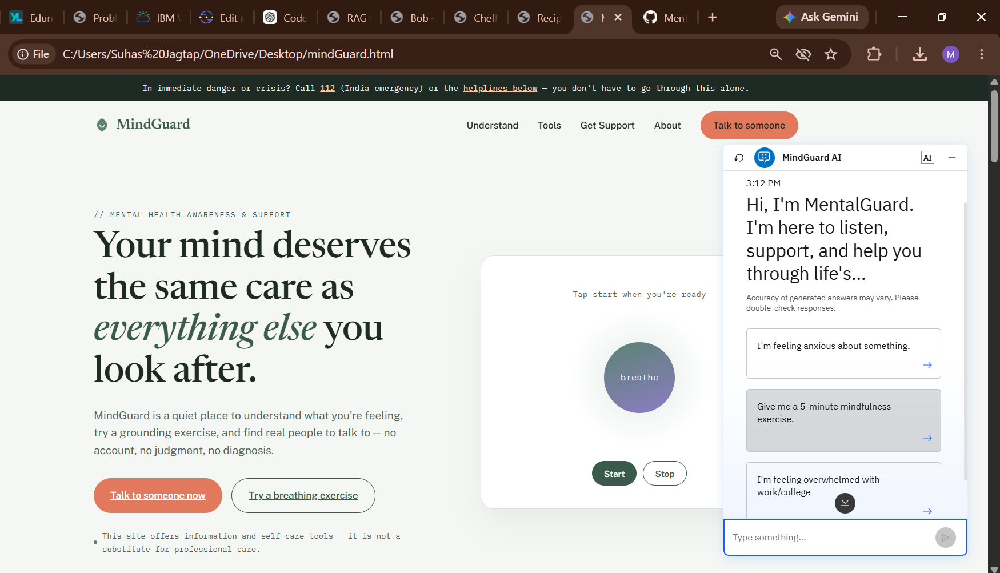 Edun
Probl
IBM
Edit a
Code
RAG
Bob -
Chef
Recip
Ment
Ask Gemini
File
C:/Users/Suhas%20Jagtap/OneDrive/Desktop/mindGuard.html
M
In immediate danger or crisis? Call 112 (India emergency) or the helplines below — you don't have to go through this alone.
MindGuard
Understand
Tools
Get Support
About
Talk to someone
// MENTAL HEALTH AWARENESS & SUPPORT
Your mind deserves
the same care as
everything else you
look after.
MindGuard is a quiet place to understand what you're feeling,
try a grounding exercise, and find real people to talk to — no
account, no judgment, no diagnosis.
Talk to someone now
Try a breathing exercise
This site offers information and self-care tools — it is not a
substitute for professional care.
Tap start when you're ready
breathe
Start
Stop
MindGuard AI
AI
3:12 PM
Hi, I'm MentalGuard.
I'm here to listen,
support, and help you
through life's...
Accuracy of generated answers may vary. Please
double-check responses.
I'm feeling anxious about something.
Give me a 5-minute mindfulness
exercise.
I'm feeling overwhelmed with
work/college
Type something...